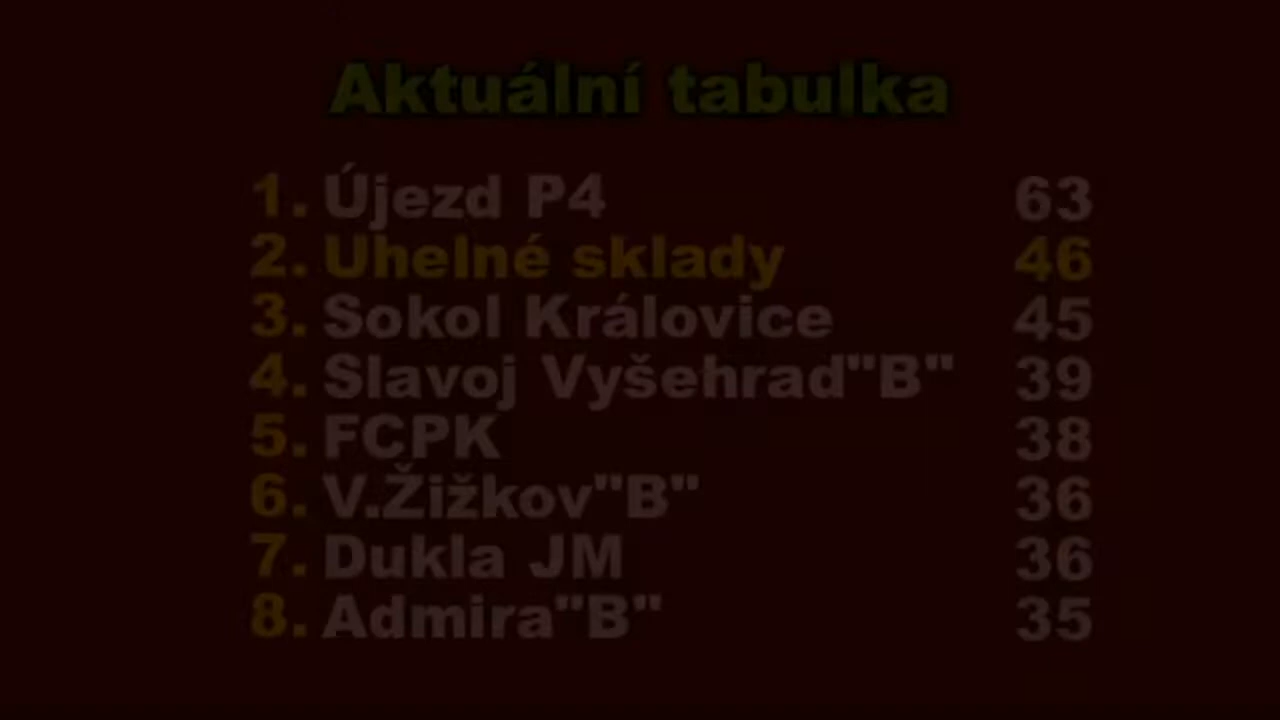 Aktuální tabulka
1. Újezd P4 63
2. Uhelné sklady 46
3. Sokol Královice 45
4. Slavoj Vyšehrad"B" 39
5. FCPK 38
6. V.Žižkov"B" 36
7. Dukla JM 36
8. Admira"B" 35